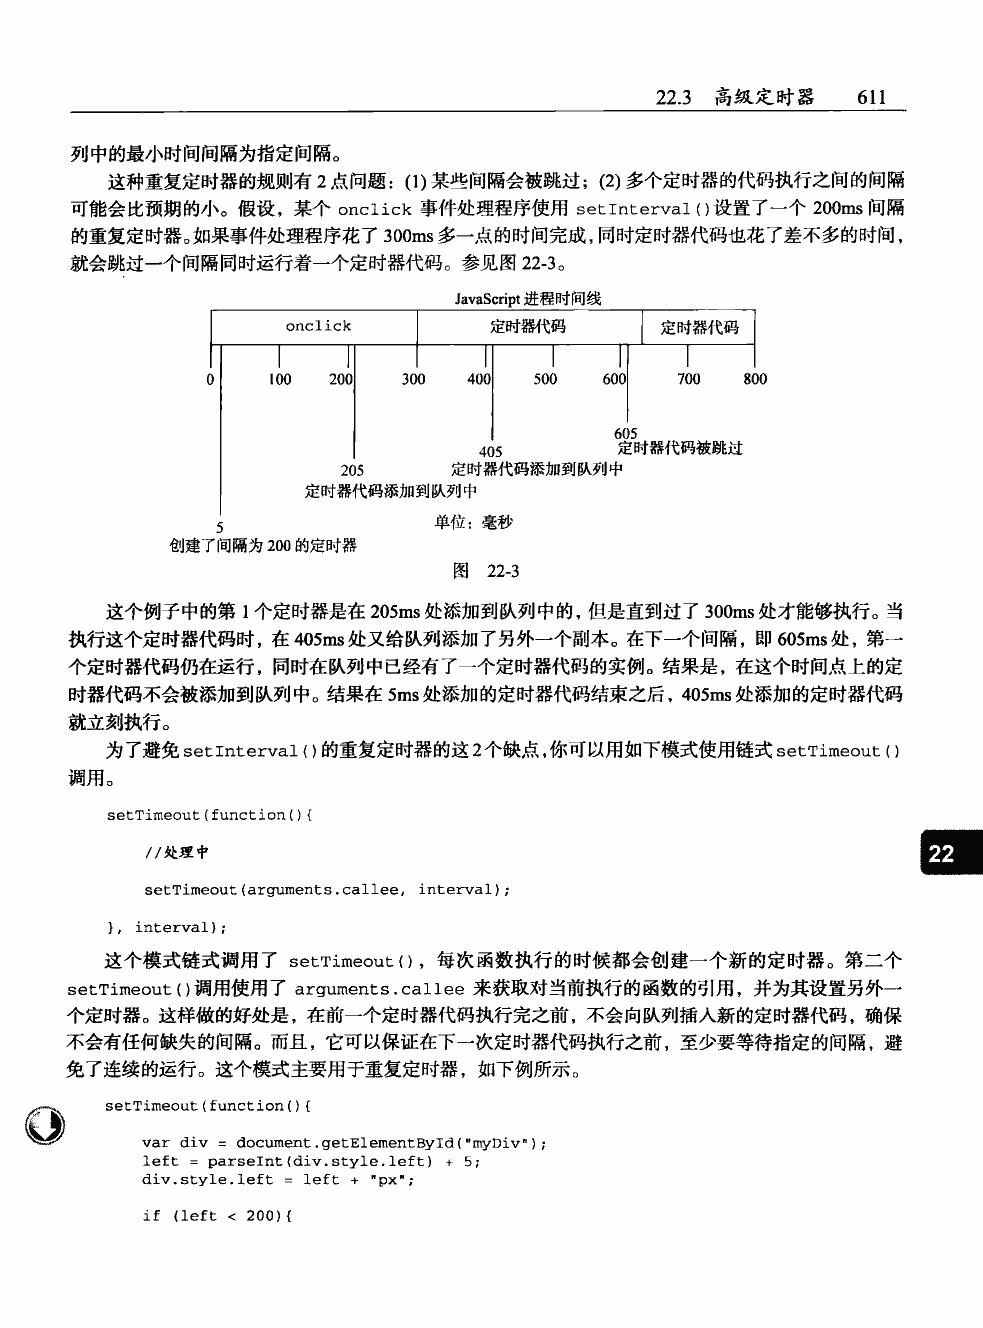 22.3 高级定时器 611
列中的最小时间间隔为指定间隔。
这种重复定时器的规则有 2 点问题：(1) 某些间隔会被跳过；(2) 多个定时器的代码执行之间的间隔
可能会比预期的小。假设，某个 onclick 事件处理程序使用 setInterval()设置了一个 200ms 间隔
的重复定时器。如果事件处理程序花了 300ms 多一点的时间完成，同时定时器代码也花了差不多的时间，
就会跳过一个间隔同时运行着一个定时器代码。参见图 22-3。
JavaScript 进程时间线
onclick 定时器代码 定时器代码
0 100 200 300 400 500 600 700 800
605
定时器代码被跳过
405
定时器代码添加到队列中
205
定时器代码添加到队列中
5
单位：毫秒
创建了间隔为 200 的定时器
图 22-3
这个例子中的第 1 个定时器是在 205ms 处添加到队列中的，但是直到过了 300ms 处才能够执行。当
执行这个定时器代码时，在 405ms 处又给队列添加了另外一个副本。在下一个间隔，即 605ms 处，第一
个定时器代码仍在运行，同时在队列中已经有了一个定时器代码的实例。结果是，在这个时间点上的定
时器代码不会被添加到队列中。结果在 5ms 处添加的定时器代码结束之后，405ms 处添加的定时器代码
就立刻执行。
为了避免 setInterval()的重复定时器的这 2 个缺点，你可以用如下模式使用链式 setTimeout()
调用。
setTimeout(function(){
//处理中
setTimeout(arguments.callee, interval);
}, interval);
22
这个模式链式调用了 setTimeout()，每次函数执行的时候都会创建一个新的定时器。第二个
setTimeout()调用使用了 arguments.callee 来获取对当前执行的函数的引用，并为其设置另外一
个定时器。这样做的好处是，在前一个定时器代码执行完之前，不会向队列插入新的定时器代码，确保
不会有任何缺失的间隔。而且，它可以保证在下一次定时器代码执行之前，至少要等待指定的间隔，避
免了连续的运行。这个模式主要用于重复定时器，如下例所示。
setTimeout(function(){
var div = document.getElementById("myDiv");
left = parseInt(div.style.left) + 5;
div.style.left = left + "px";
if (left < 200){